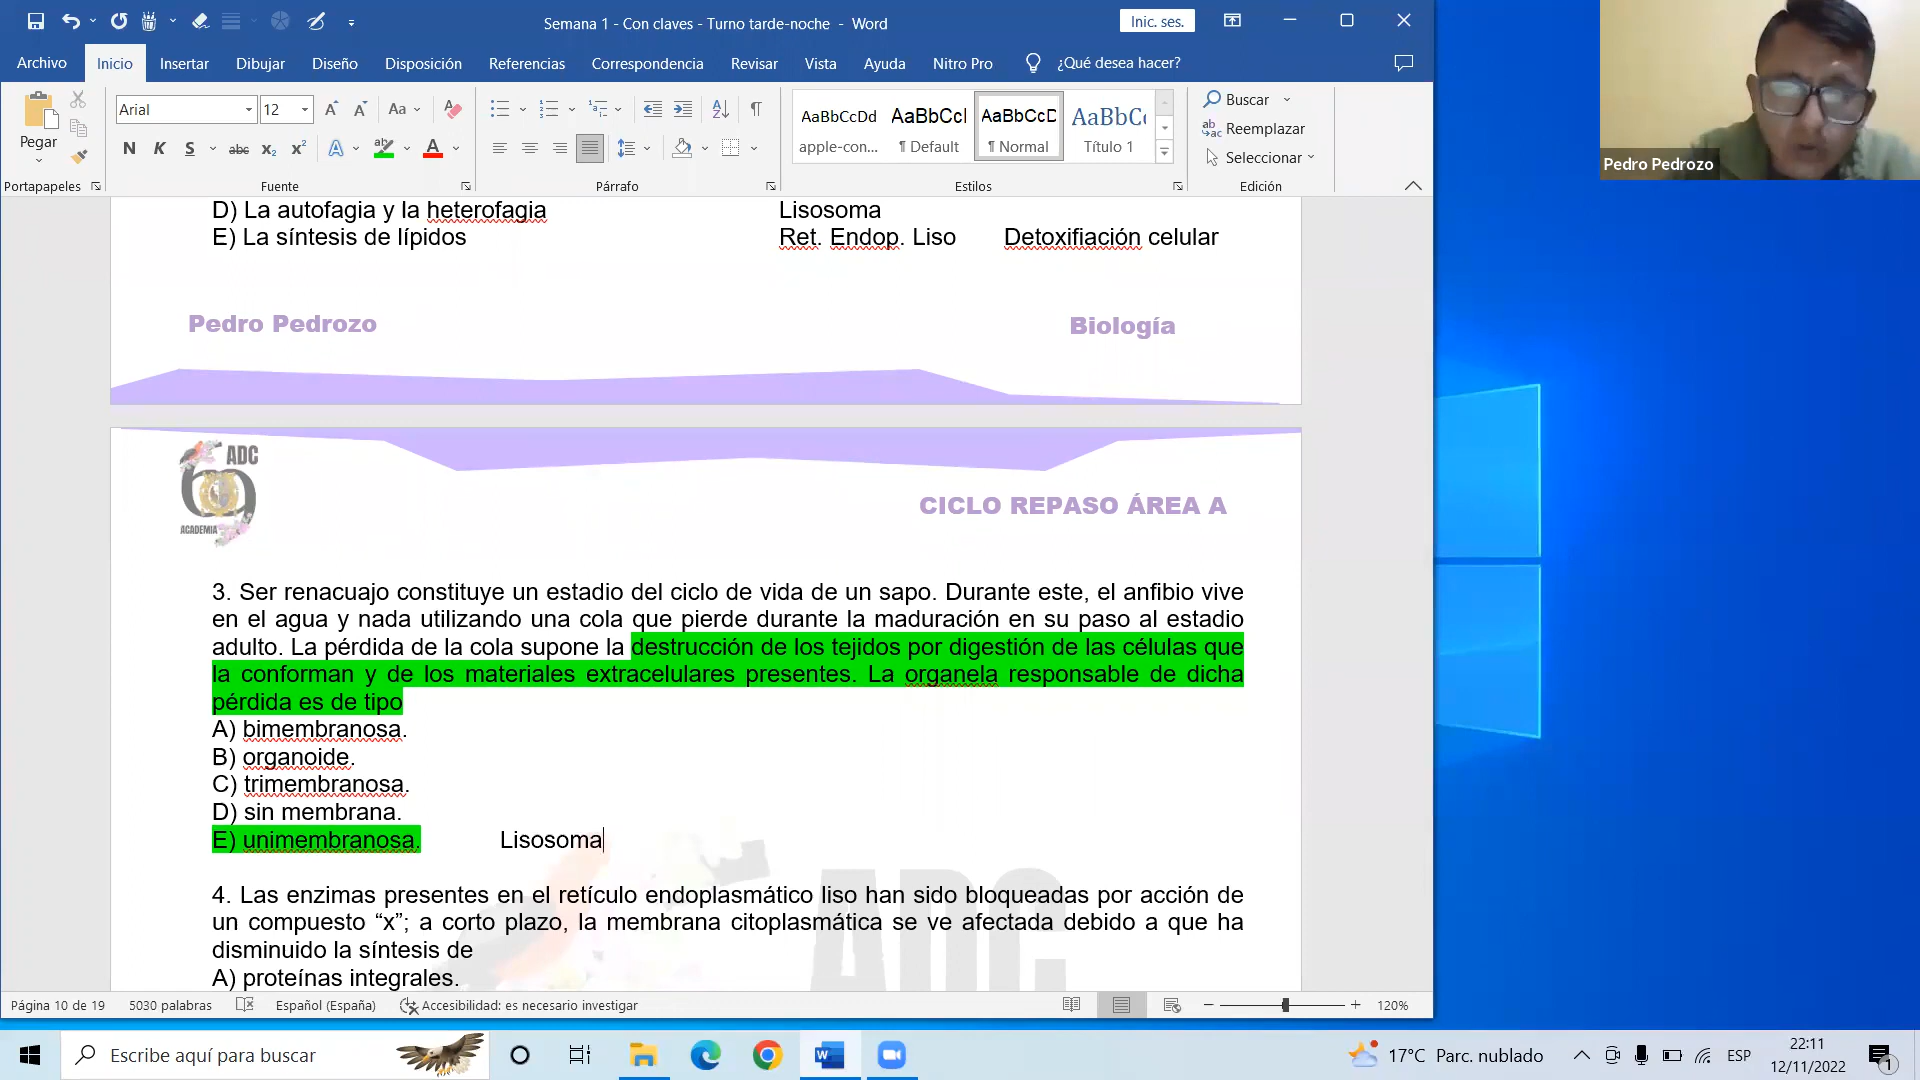 Semana 1 - Con claves - Turno tarde-noche - Word
Inic. ses.
Archivo Inicio Insertar Dibujar Diseño Disposición Referencias Correspondencia Revisar Vista Ayuda Nitro Pro ¿Qué desea hacer?
Pegar
Arial 12
Aa
N K S abc x₂ x²
AaBbCcDd AaBbCcI AaBbCcD AaBbCc
apple-con... ¶ Default ¶ Normal Título 1
Buscar
Reemplazar
Seleccionar
Portapapeles Fuente Párrafo Estilos Edición
Pedro Pedrozo
D) La autofagia y la heterofagia Lisosoma
E) La síntesis de lípidos Ret. Endop. Liso Detoxifiación celular
Pedro Pedrozo Biología
ADC
ACADEMIA
CICLO REPASO ÁREA A
3. Ser renacuajo constituye un estadio del ciclo de vida de un sapo. Durante este, el anfibio vive
en el agua y nada utilizando una cola que pierde durante la maduración en su paso al estadio
adulto. La pérdida de la cola supone la destrucción de los tejidos por digestión de las células que
la conforman y de los materiales extracelulares presentes. La organela responsable de dicha
pérdida es de tipo
A) bimembranosa.
B) organoide.
C) trimembranosa.
D) sin membrana.
E) unimembranosa. Lisosoma
4. Las enzimas presentes en el retículo endoplasmático liso han sido bloqueadas por acción de
un compuesto “x”; a corto plazo, la membrana citoplasmática se ve afectada debido a que ha
disminuido la síntesis de
A) proteínas integrales.
ADC
Página 10 de 19 5030 palabras Español (España) Accesibilidad: es necesario investigar 120%
Escribe aquí para buscar
17°C Parc. nublado
ESP
22:11
12/11/2022
1